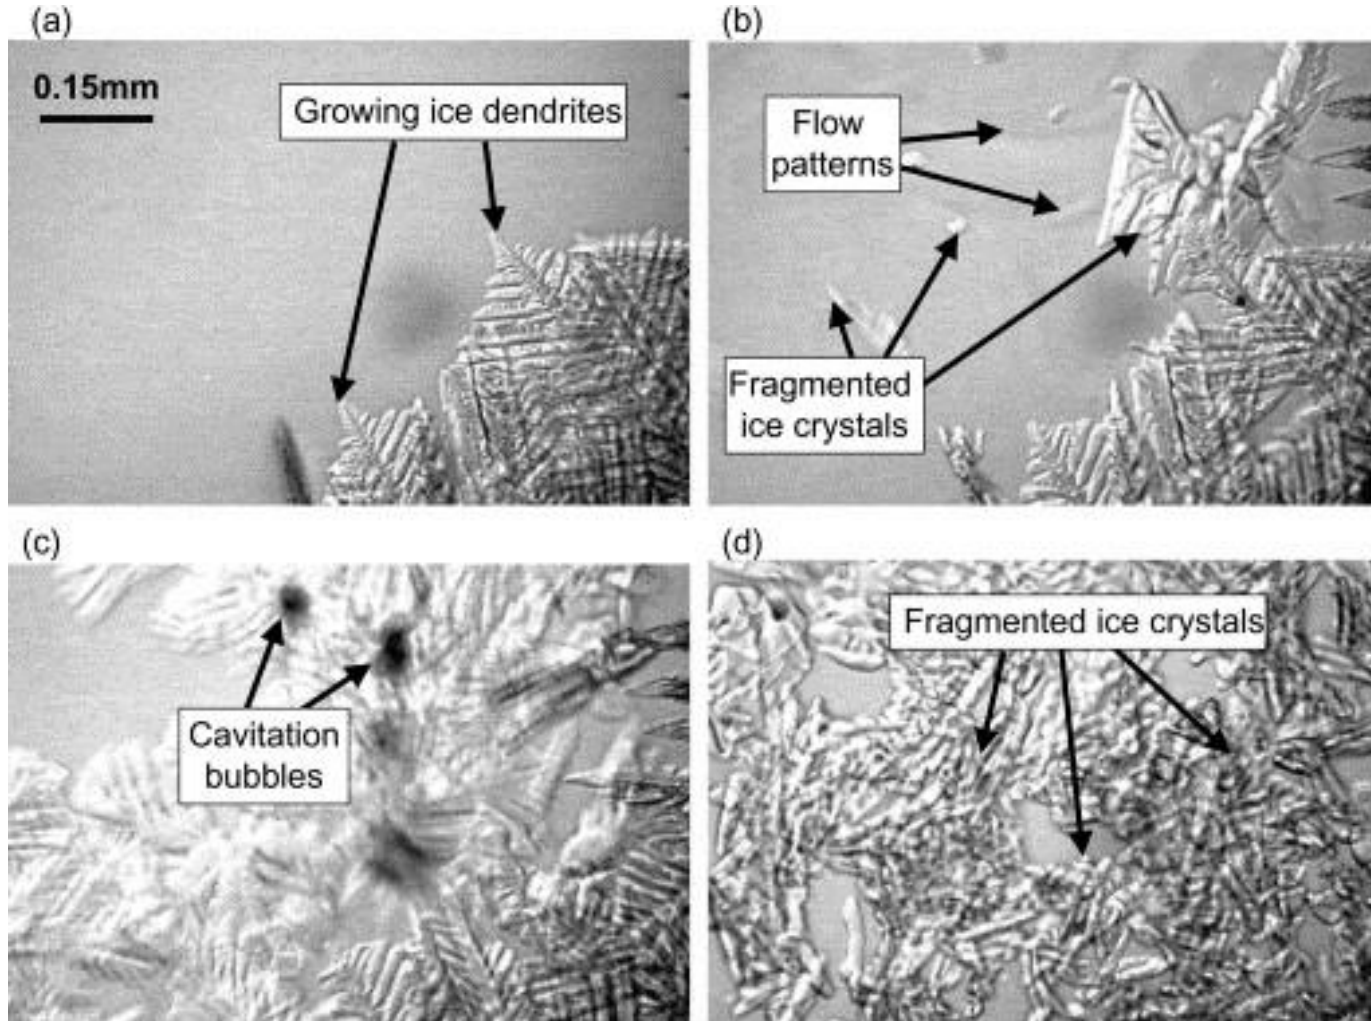 (a)
0.15mm
Growing ice dendrites
(b)
Flow
patterns
Fragmented
ice crystals
(c)
Cavitation
bubbles
(d)
Fragmented ice crystals